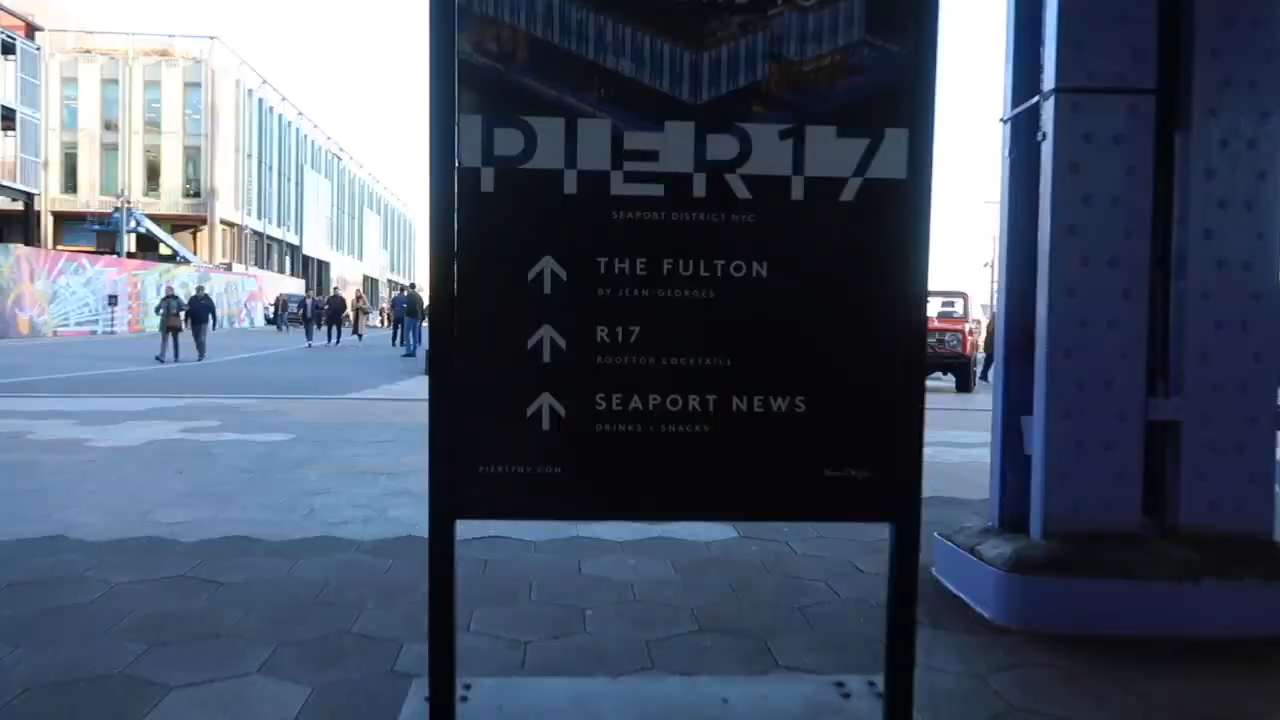 PIER17
SEAPORT DISTRICT NYC
THE FULTON
BY JEAN-GEORGES
R17
ROOFTOP COCKTAILS
SEAPORT NEWS
DRINKS + SNACKS
PIER17NY.COM